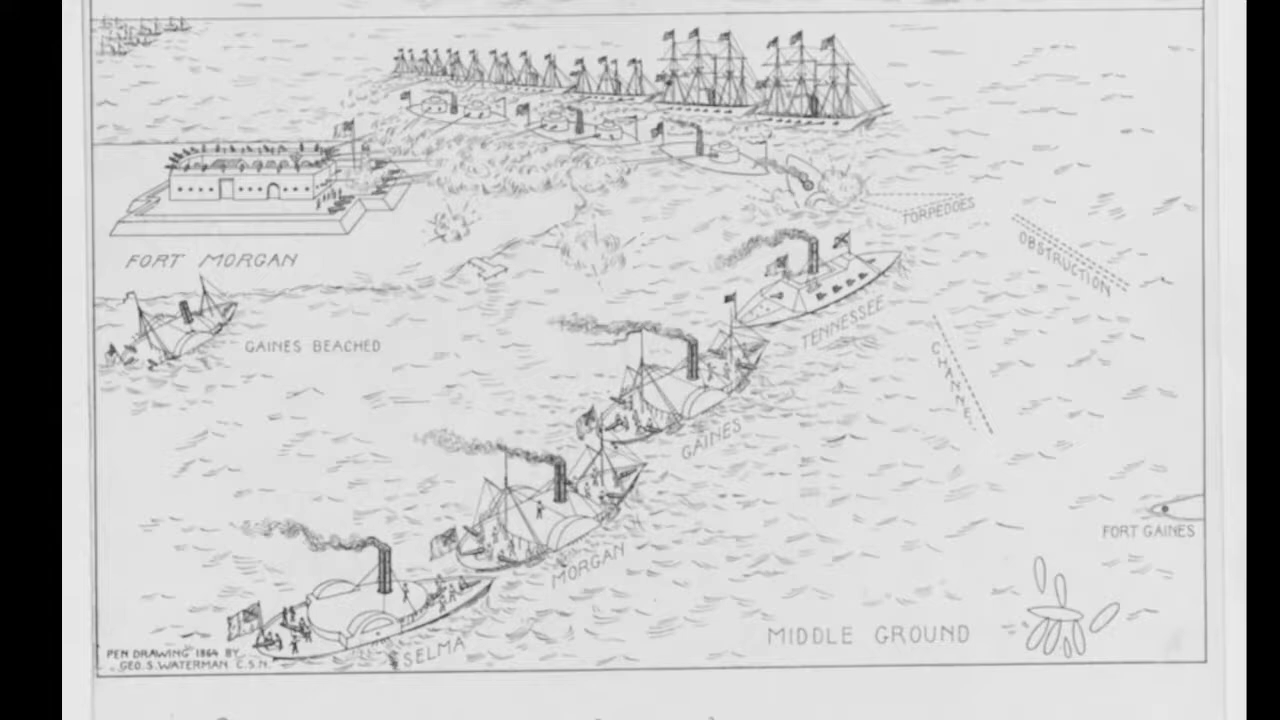 TORPEDOES
OBSTRUCTION
FORT MORGAN
TENNESSEE
GAINES BEACHED
CHANNEL
GAINES
FORT GAINES
MORGAN
MIDDLE GROUND
SELMA
PEN DRAWING 1864 BY
GEO. S. WATERMAN C.S.N.